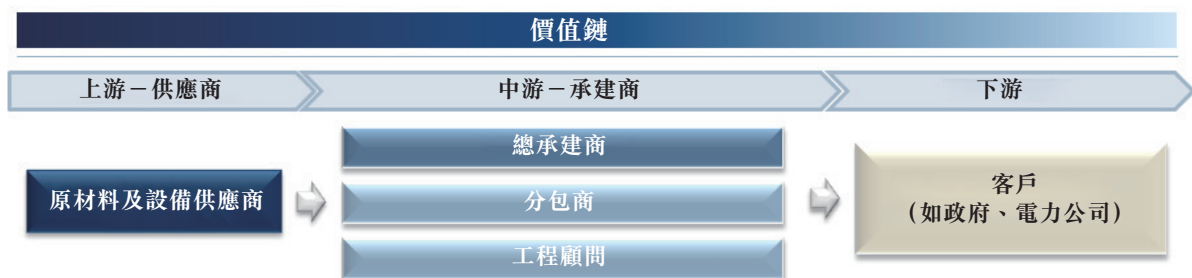 價值鏈
上游－供應商
中游－承建商
下游
原材料及設備供應商
總承建商
分包商
工程顧問
客戶
（如政府、電力公司）